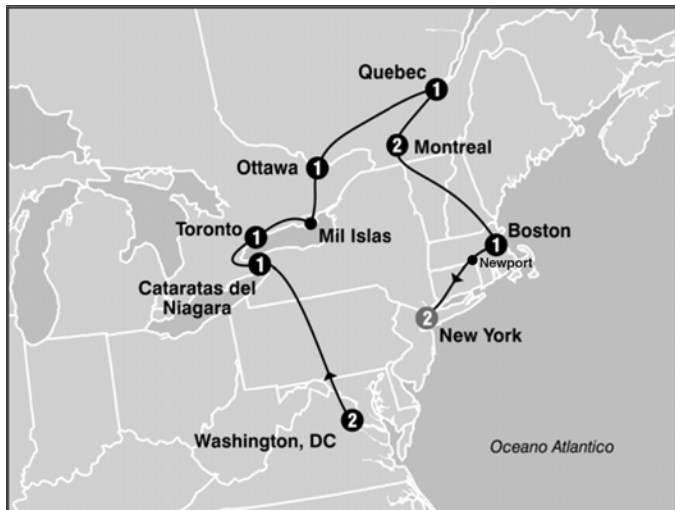 Quebec 1
2 Montreal
Ottawa 1
Toronto 1
Mil Islas
1 Boston
Newport
1
Cataratas del
Niagara
2 New York
2
Washington, DC
Oceano Atlantico